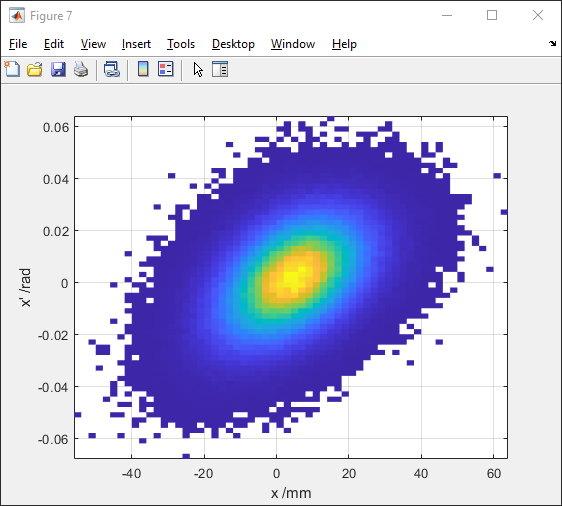 Figure 7
File Edit View Insert Tools Desktop Window Help
0.06
0.04
0.02
0
-0.02
-0.04
-0.06
x' /rad
-40 -20 0 20 40 60
x /mm